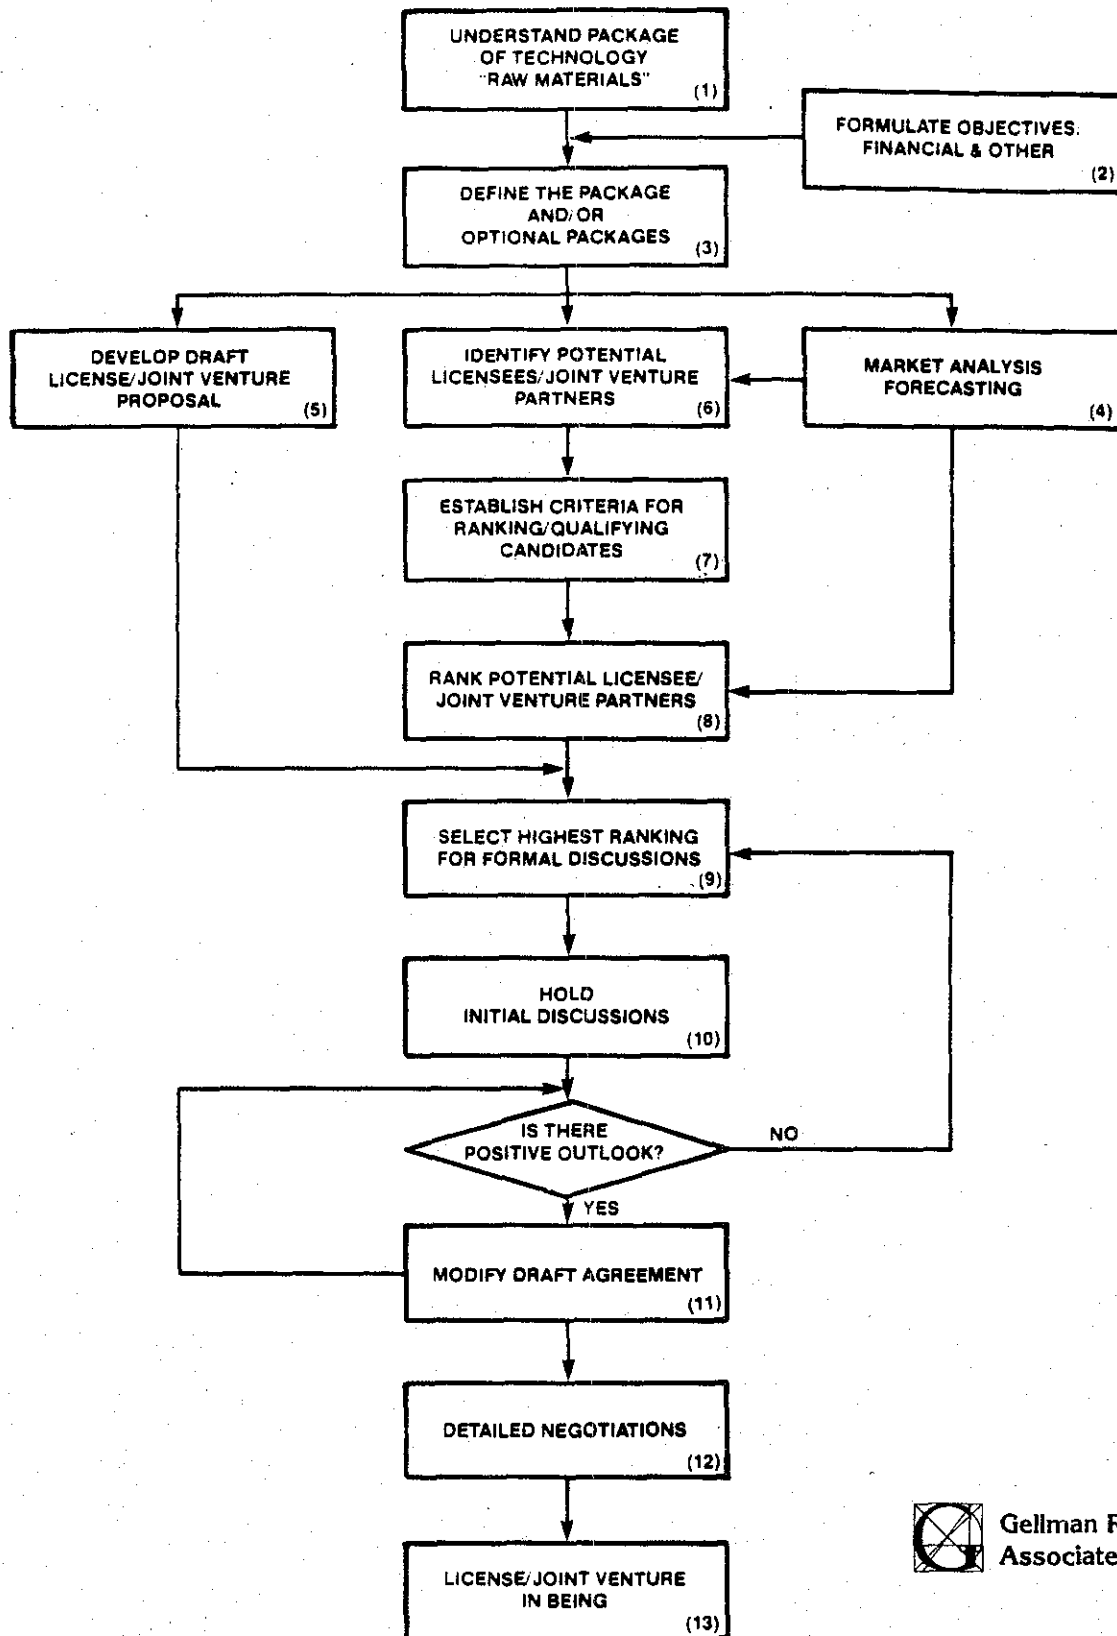 UNDERSTAND PACKAGE
OF TECHNOLOGY
"RAW MATERIALS"
(1)
FORMULATE OBJECTIVES:
FINANCIAL & OTHER
(2)
DEFINE THE PACKAGE
AND/OR
OPTIONAL PACKAGES
(3)
DEVELOP DRAFT
LICENSE/JOINT VENTURE
PROPOSAL
(5)
IDENTIFY POTENTIAL
LICENSEES/JOINT VENTURE
PARTNERS
(6)
MARKET ANALYSIS
FORECASTING
(4)
ESTABLISH CRITERIA FOR
RANKING/QUALIFYING
CANDIDATES
(7)
RANK POTENTIAL LICENSEE/
JOINT VENTURE PARTNERS
(8)
SELECT HIGHEST RANKING
FOR FORMAL DISCUSSIONS
(9)
HOLD
INITIAL DISCUSSIONS
(10)
IS THERE
POSITIVE OUTLOOK?
NO
YES
MODIFY DRAFT AGREEMENT
(11)
DETAILED NEGOTIATIONS
(12)
Gellman
Associate
LICENSE/JOINT VENTURE
IN BEING
(13)